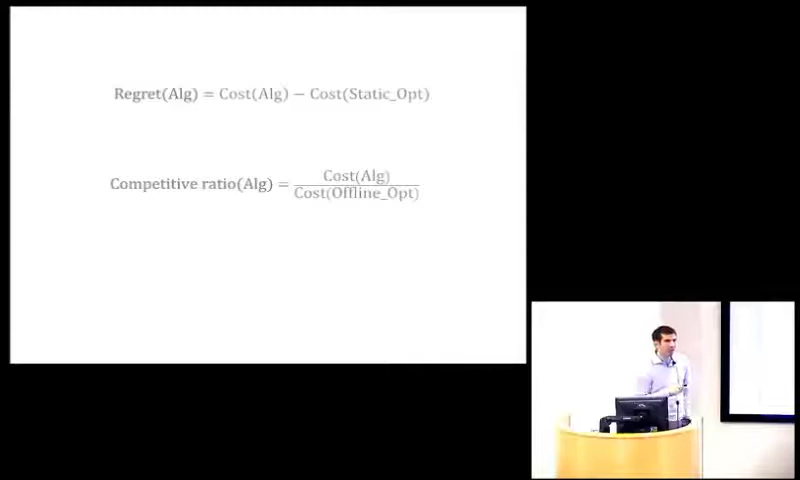 Regret(Alg) = Cost(Alg) − Cost(Static_Opt)
Competitive ratio(Alg) = Cost(Alg)
Cost(Offline_Opt)